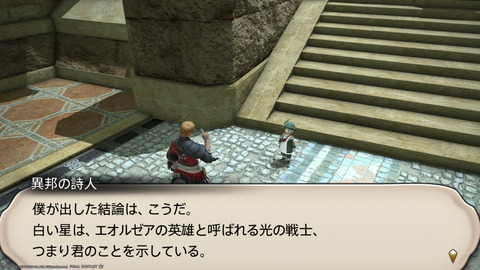 異邦の詩人
僕が出した結論は、こうだ。
白い星は、エオルゼアの英雄と呼ばれる光の戦士、
つまり君のことを示している。